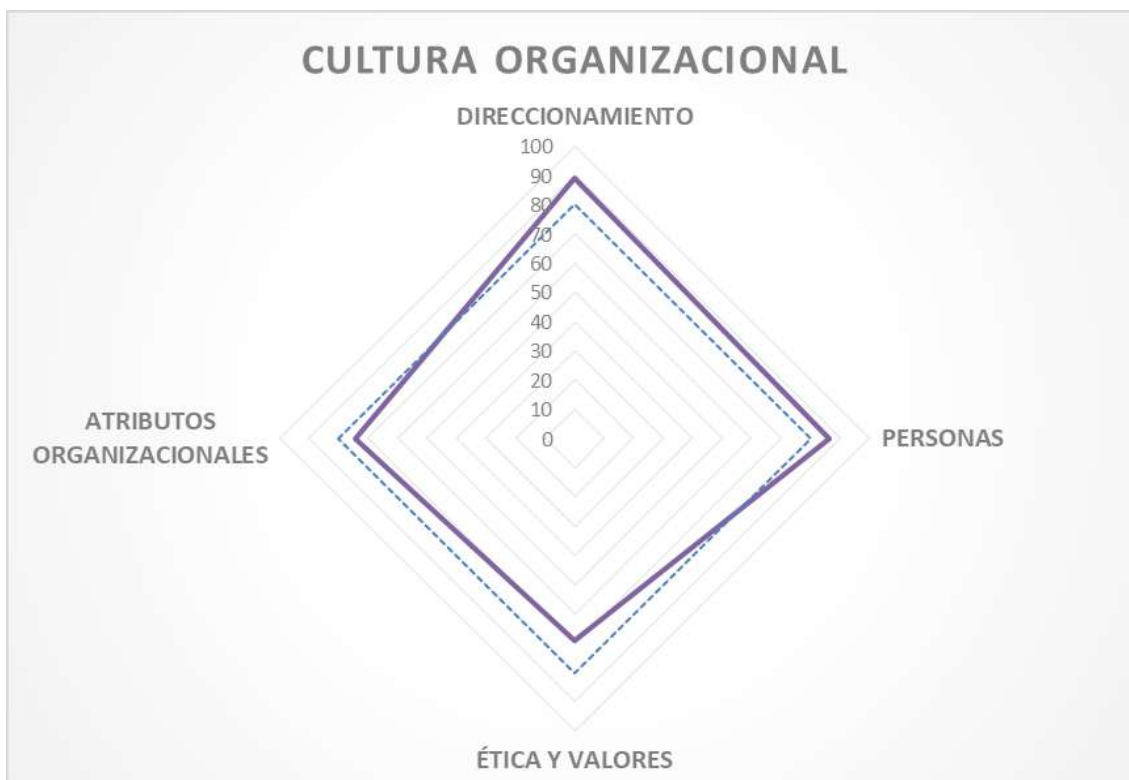 CULTURA ORGANIZACIONAL
DIRECCIONAMIENTO
100
90
80
70
60
50
40
30
20
10
0
ATRIBUTOS
ORGANIZACIONALES
PERSONAS
ÉTICA Y VALORES